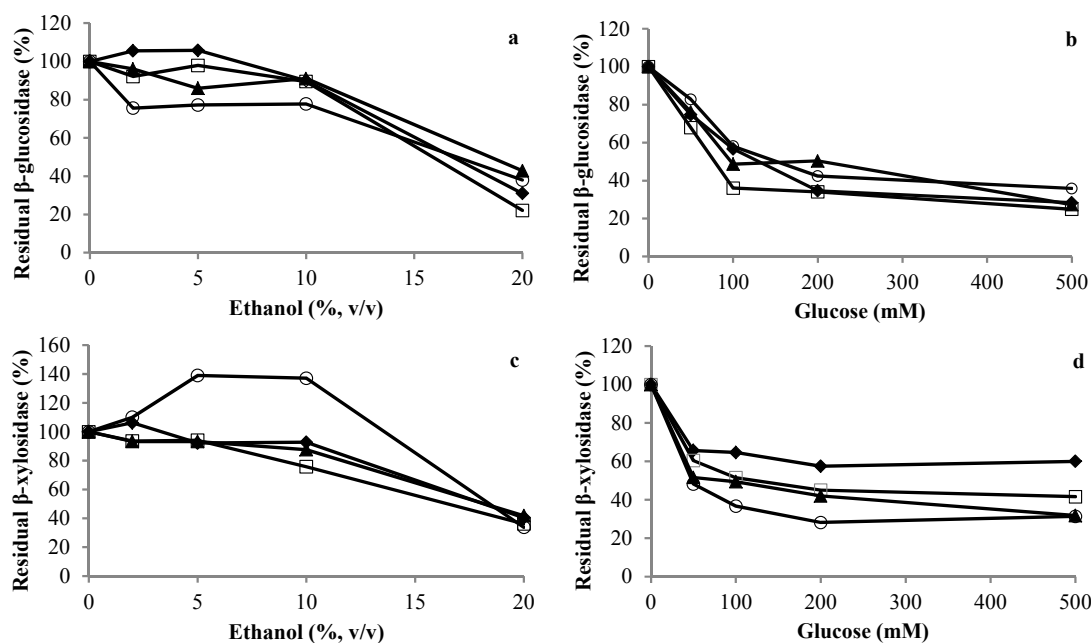 a
Residual β-glucosidase (%)
120
100
80
60
40
20
0
0 5 10 15 20
Ethanol (%, v/v)
b
Residual β-glucosidase (%)
120
100
80
60
40
20
0
0 100 200 300 400 500
Glucose (mM)
c
Residual β-xylosidase (%)
160
140
120
100
80
60
40
20
0
0 5 10 15 20
Ethanol (%, v/v)
d
Residual β-xylosidase (%)
120
100
80
60
40
20
0
0 100 200 300 400 500
Glucose (mM)